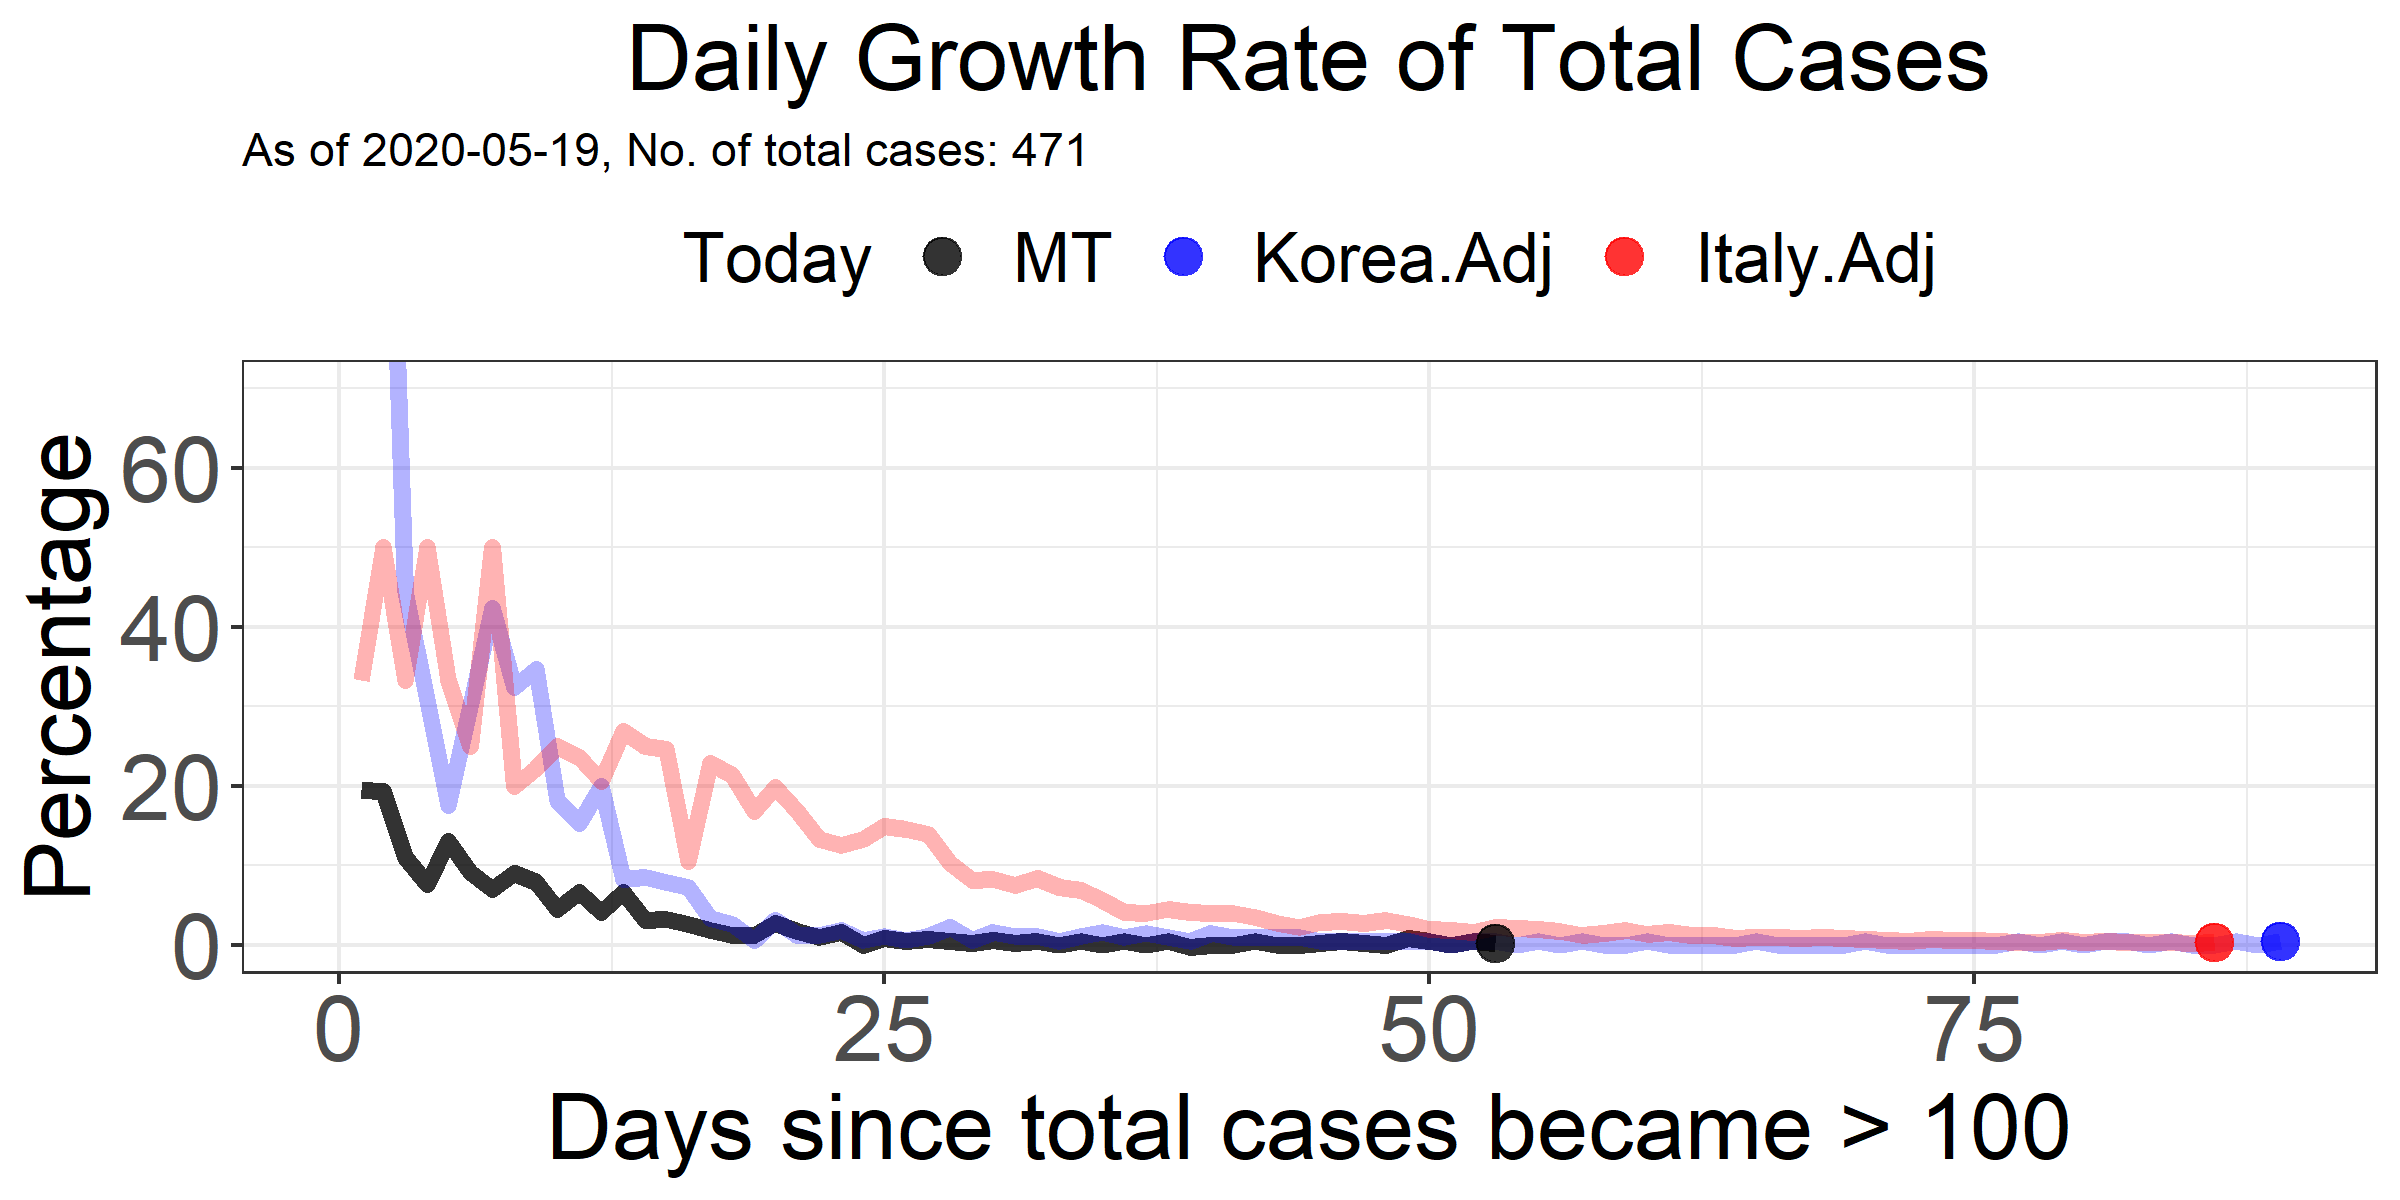 Daily Growth Rate of Total Cases
As of 2020-05-19, No. of total cases: 471
Today MT Korea.Adj Italy.Adj
Percentage
60
40
20
0
0 25 50 75
Days since total cases became > 100